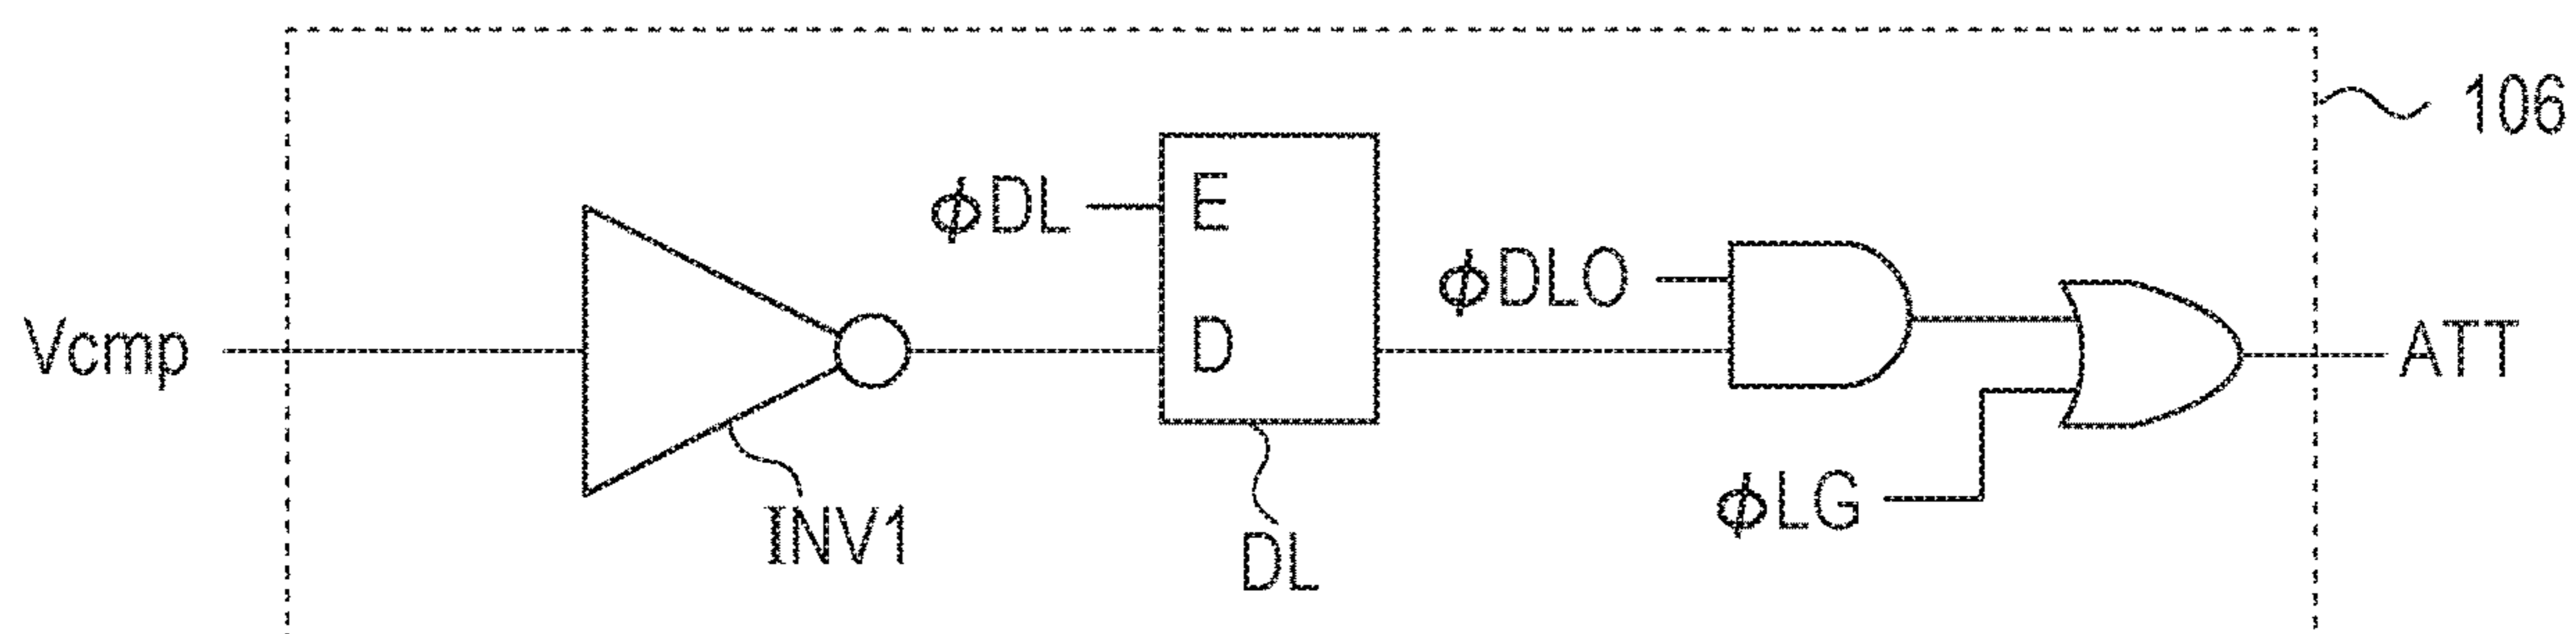 106
ϕDL
E
ϕDLO
Vcmp
D
ATT
ϕLG
INV1
DL